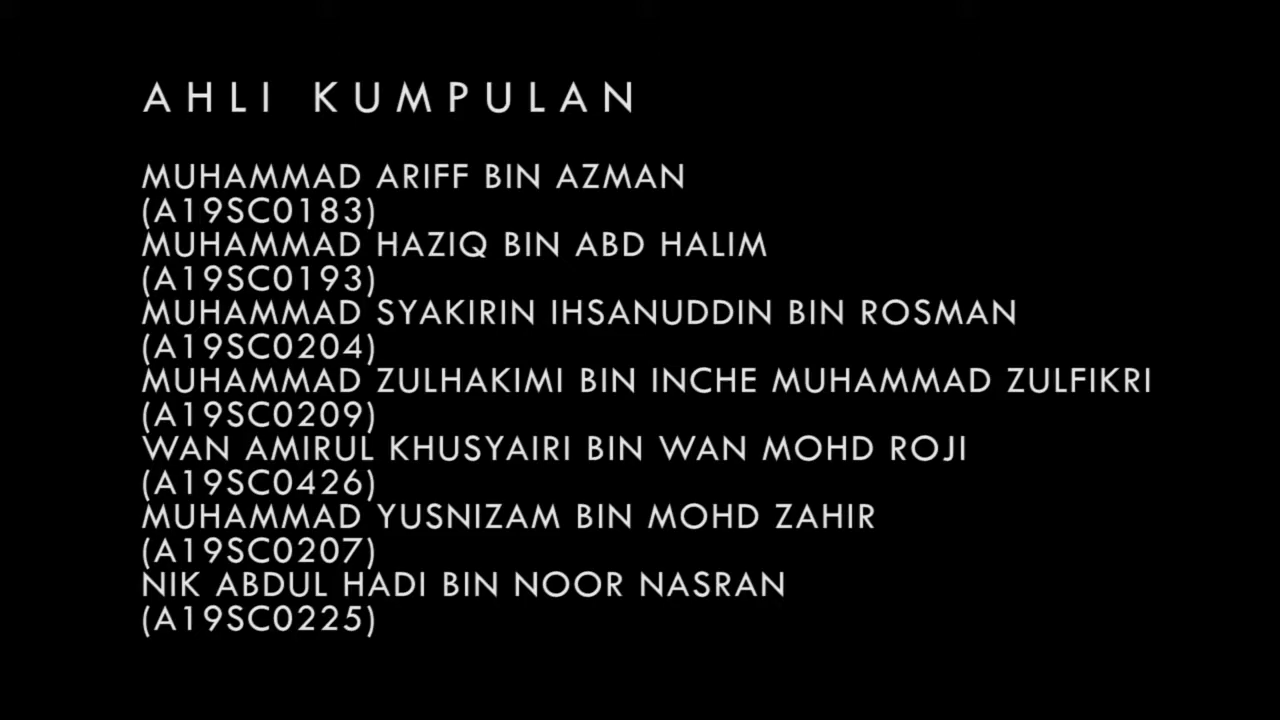 AHLI KUMPULAN
MUHAMMAD ARIFF BIN AZMAN
(A19SC0183)
MUHAMMAD HAZIQ BIN ABD HALIM
(A19SC0193)
MUHAMMAD SYAKIRIN IHSANUDDIN BIN ROSMAN
(A19SC0204)
MUHAMMAD ZULHAKIMI BIN INCHE MUHAMMAD ZULFIKRI
(A19SC0209)
WAN AMIRUL KHUSYAIRI BIN WAN MOHD ROJI
(A19SC0426)
MUHAMMAD YUSNIZAM BIN MOHD ZAHIR
(A19SC0207)
NIK ABDUL HADI BIN NOOR NASRAN
(A19SC0225)